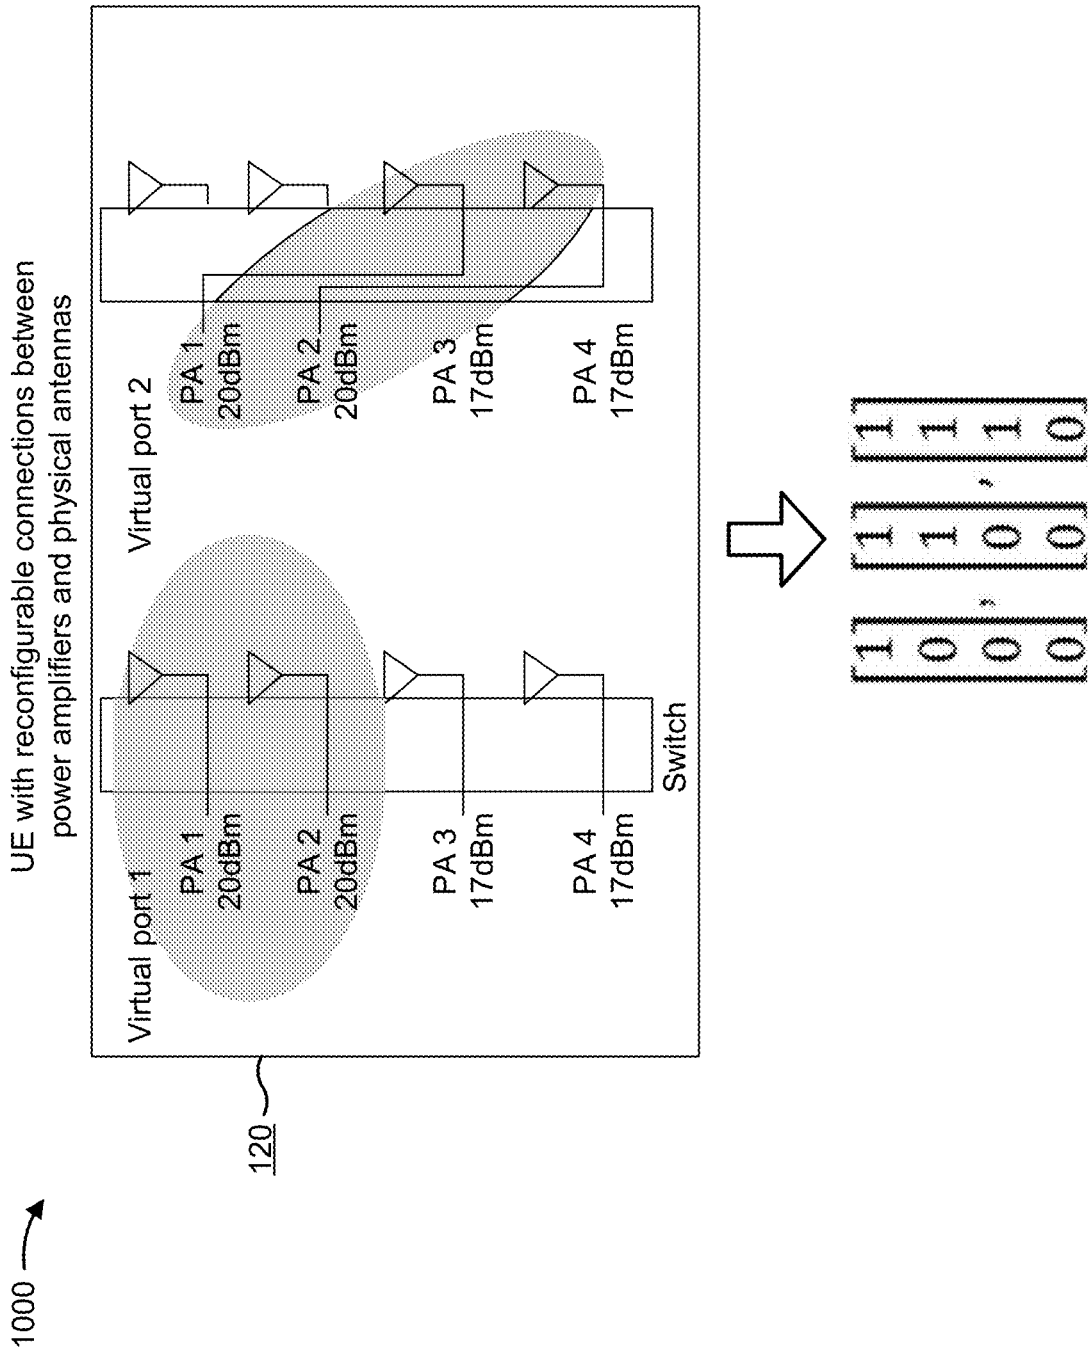 1000
UE with reconfigurable connections between
power amplifiers and physical antennas
120
Virtual port 1
PA 1
20dBm
PA 2
20dBm
PA 3
17dBm
PA 4
17dBm
Switch
Virtual port 2
PA 1
20dBm
PA 2
20dBm
PA 3
17dBm
PA 4
17dBm
[1] [1] [1]
[0] [1] [1]
[0] , [0] , [1]
[0] [0] [0]